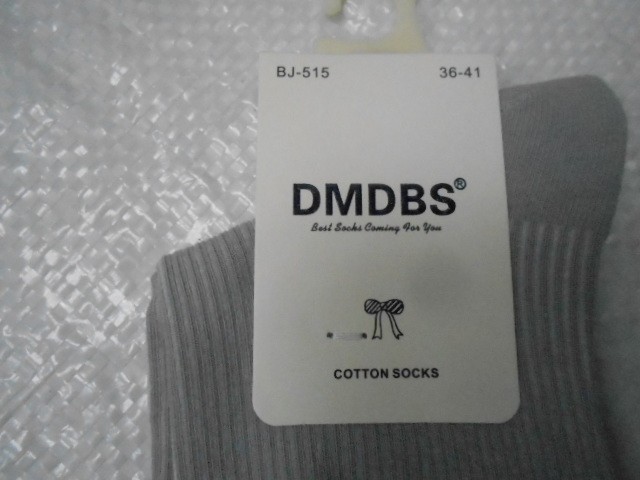 BJ-515 36-41
DMDBS®
Best Socks Coming For You
COTTON SOCKS